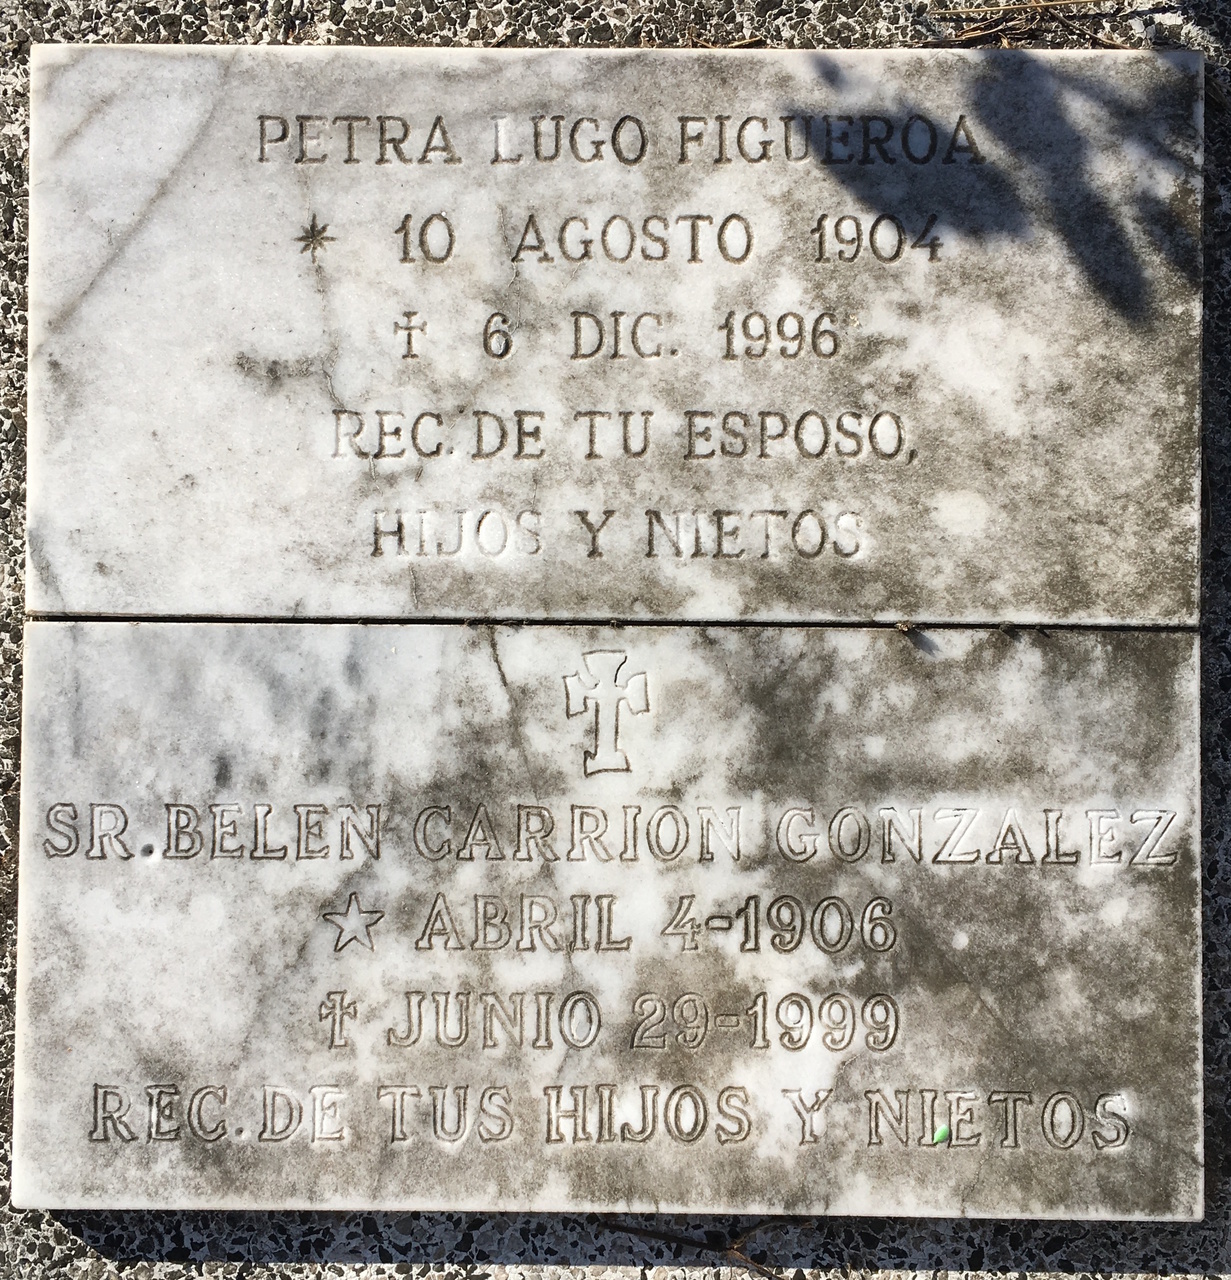 PETRA LUGO FIGUEROA
* 10 AGOSTO 1904
† 6 DIC. 1996
REC. DE TU ESPOSO,
HIJOS Y NIETOS
SR. BELEN CARRION GONZALEZ
☆ ABRIL 4-1906
✝ JUNIO 29-1999
REC. DE TUS HIJOS Y NIETOS